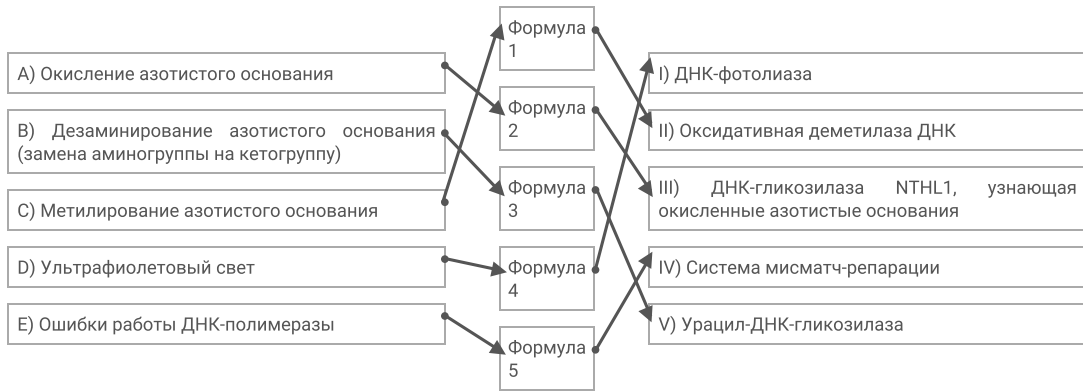 A) Окисление азотистого основания
B) Дезаминирование азотистого основания
(замена аминогруппы на кетогруппу)
C) Метилирование азотистого основания
D) Ультрафиолетовый свет
E) Ошибки работы ДНК-полимеразы
Формула
1
Формула
2
Формула
3
Формула
4
Формула
5
I) ДНК-фотолиаза
II) Оксидативная деметилаза ДНК
III) ДНК-гликозилаза NTHL1, узнающая
окисленные азотистые основания
IV) Система мисматч-репарации
V) Урацил-ДНК-гликозилаза